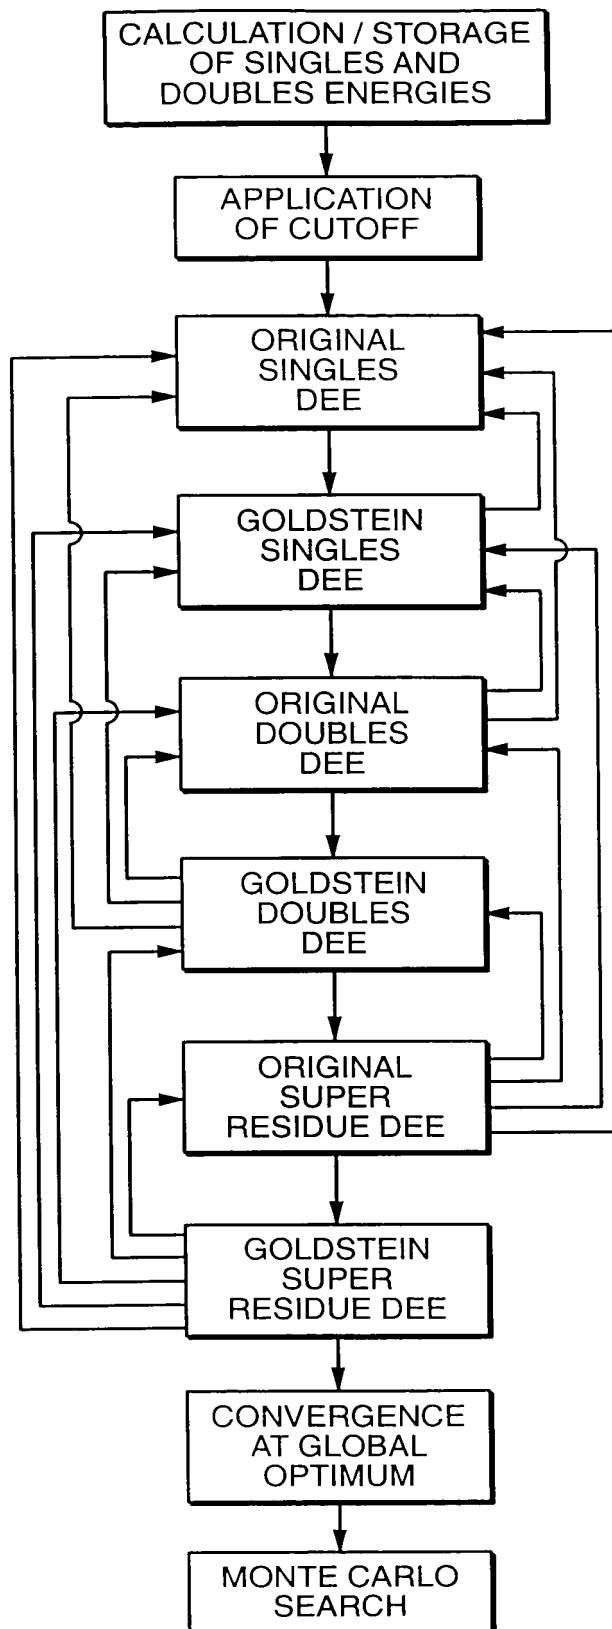 CALCULATION / STORAGE
OF SINGLES AND
DOUBLES ENERGIES
APPLICATION
OF CUTOFF
ORIGINAL
SINGLES
DEE
GOLDSTEIN
SINGLES
DEE
ORIGINAL
DOUBLES
DEE
GOLDSTEIN
DOUBLES
DEE
ORIGINAL
SUPER
RESIDUE DEE
GOLDSTEIN
SUPER
RESIDUE DEE
CONVERGENCE
AT GLOBAL
OPTIMUM
MONTE CARLO
SEARCH